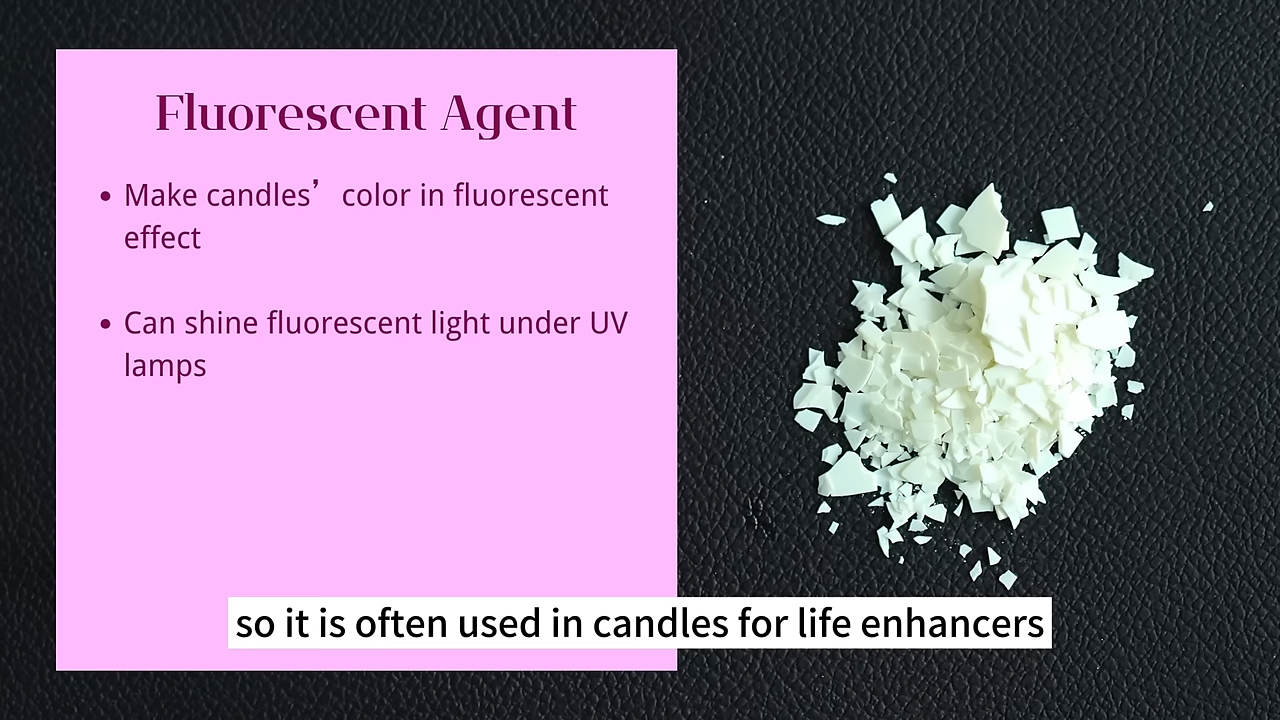 Fluorescent Agent
• Make candles’ color in fluorescent
effect
• Can shine fluorescent light under UV
lamps
so it is often used in candles for life enhancers